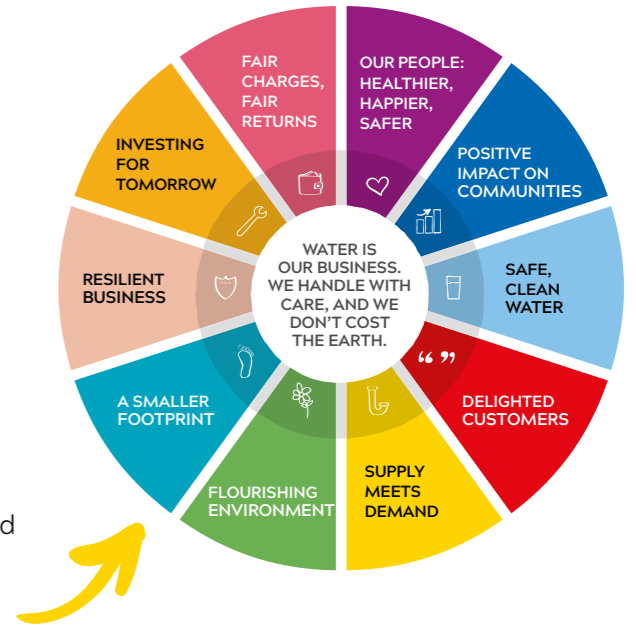 FAIR
CHARGES,
FAIR
RETURNS
OUR PEOPLE:
HEALTHIER,
HAPPIER,
SAFER
POSITIVE
IMPACT ON
COMMUNITIES
SAFE,
CLEAN
WATER
DELIGHTED
CUSTOMERS
SUPPLY
MEETS
DEMAND
FLOURISHING
ENVIRONMENT
A SMALLER
FOOTPRINT
RESILIENT
BUSINESS
INVESTING
FOR
TOMORROW
WATER IS
OUR BUSINESS.
WE HANDLE WITH
CARE, AND WE
DON’T COST
THE EARTH.
“ ”
d